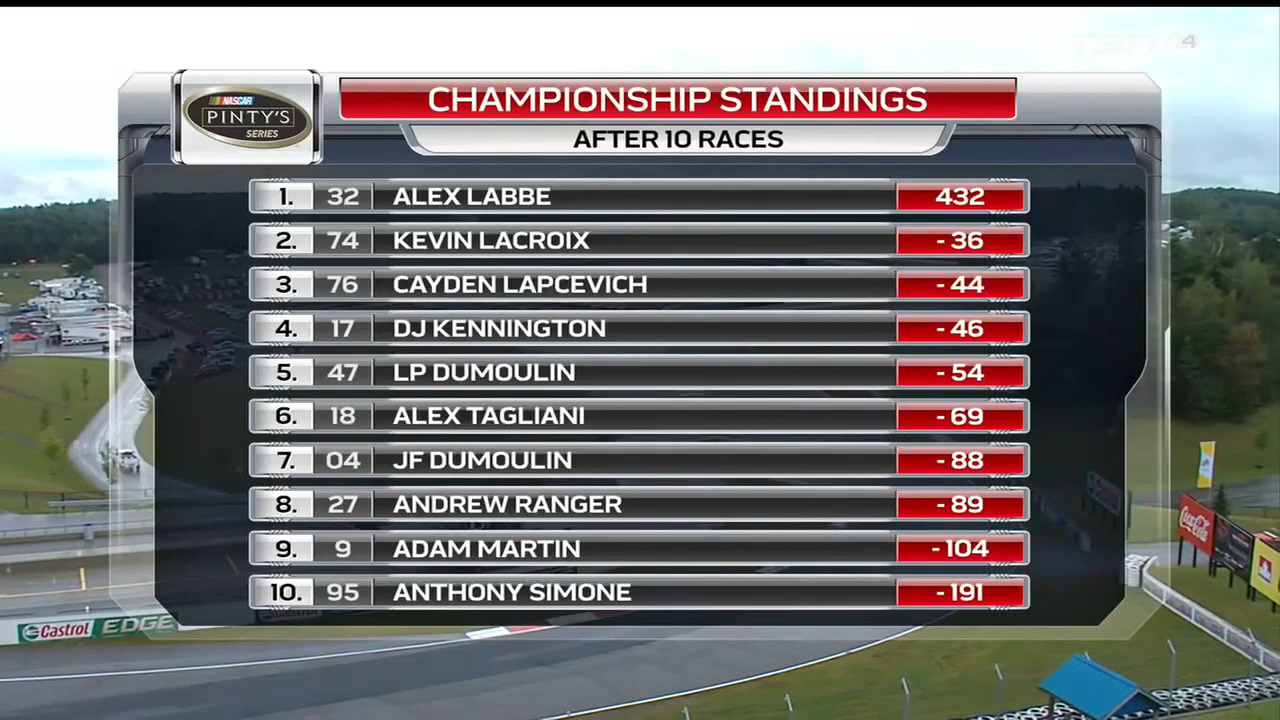 NASCAR
PINTY'S
SERIES
CHAMPIONSHIP STANDINGS
AFTER 10 RACES
1. 32 ALEX LABBE 432
2. 74 KEVIN LACROIX - 36
3. 76 CAYDEN LAPCEVICH - 44
4. 17 DJ KENNINGTON - 46
5. 47 LP DUMOULIN - 54
6. 18 ALEX TAGLIANI - 69
7. 04 JF DUMOULIN - 88
8. 27 ANDREW RANGER - 89
9. 9 ADAM MARTIN - 104
10. 95 ANTHONY SIMONE - 191
Castrol EDGE
Coca-Cola